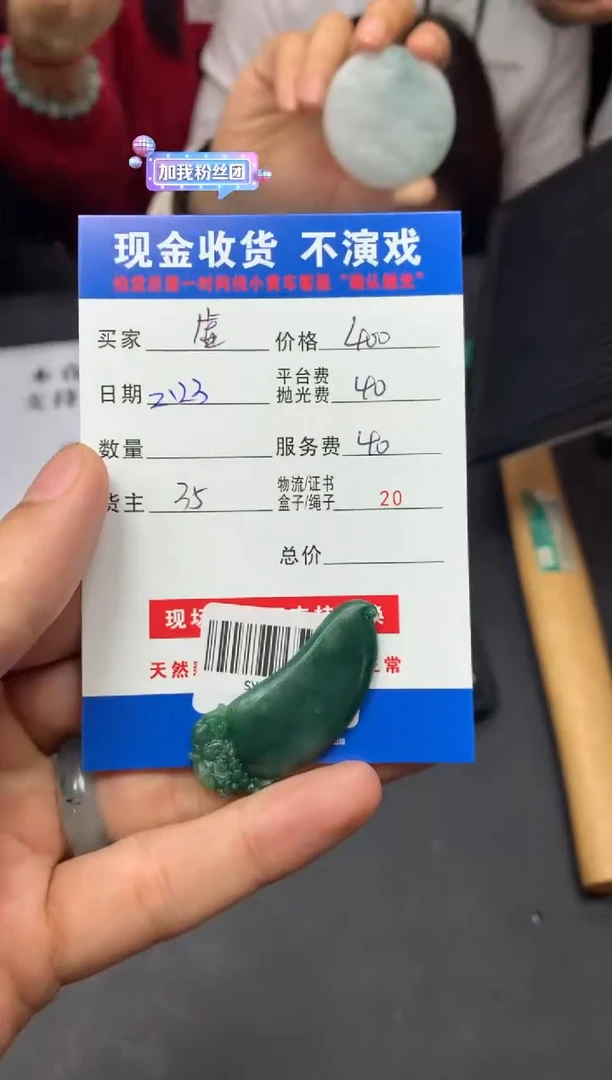 加我粉丝团
现金收货 不演戏
买家 价格 400
日期 2123 平台费 抛光费 40
数量 服务费 40
货主 35 物流/证书 盒子/绳子 20
总价
现场
天然 正常